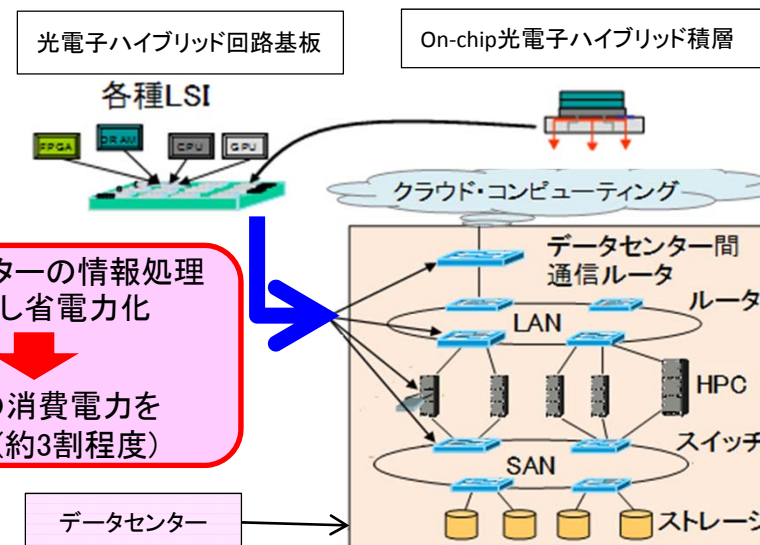 光電子ハイブリッド回路基板
On-chip光電子ハイブリッド積層
各種LSI
FPGA
DRAM
CPU
GPU
クラウド・コンピューティング
データセンター間
通信ルータ
ターの情報処理
し省電力化
ルータ
LAN
HPC
の消費電力を
(約3割程度)
スイッチ
SAN
データセンター
ストレージ